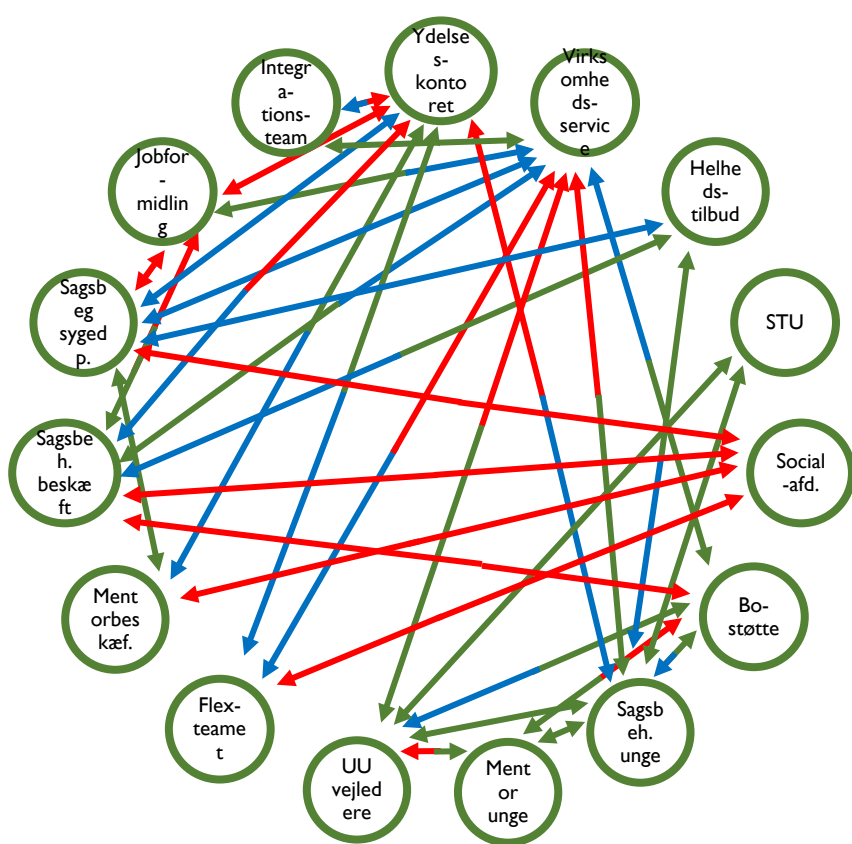 Ydelse
s-
konto
ret
Virks
omhe
ds-
servic
e
Helhe
ds-
tilbud
STU
Social
-afd.
Bo-
støtte
Sagsb
eh.
unge
Ment
or
unge
UU
vejled
ere
Flex-
teame
t
Ment
orbes
kæf.
Sagsbe
h.
beskæ
ft
Sagsb
eg
syged
p.
Jobfor
-
midlin
g
Integr
a-
tions-
team